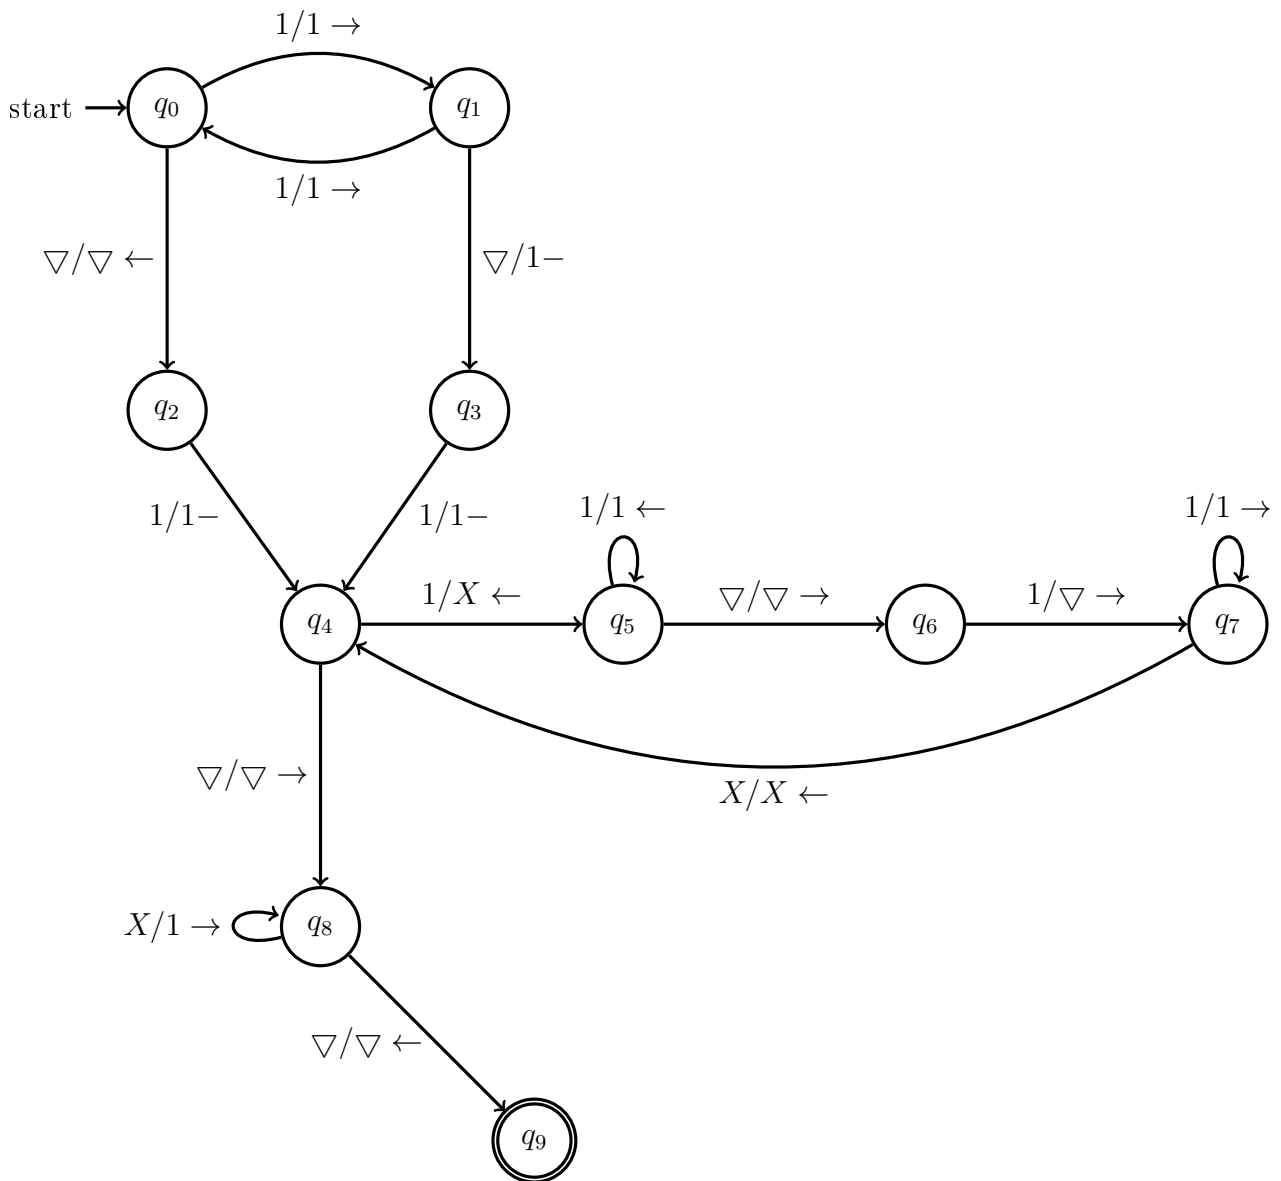 1/1 →
start
q₀
q₁
1/1 →
▽/▽ ←
▽/1−
q₂
q₃
1/1−
1/1−
1/1 ←
1/1 →
q₄
1/X ←
q₅
▽/▽ →
q₆
1/▽ →
q₇
▽/▽ →
X/X ←
X/1 →
q₈
▽/▽ ←
q₉